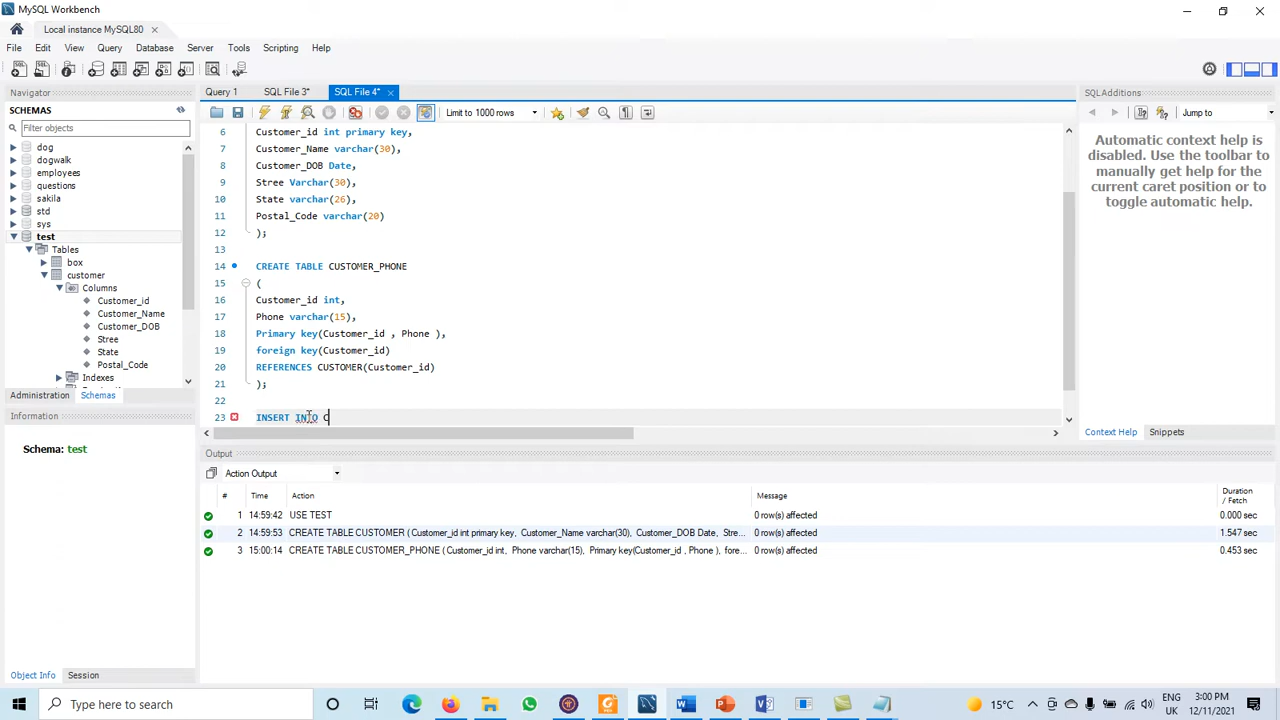 MySQL Workbench
Local instance MySQL80
File Edit View Query Database Server Tools Scripting Help
Navigator
SCHEMAS
Filter objects
dog
dogwalk
employees
questions
sakila
std
sys
test
Tables
box
customer
Columns
Customer_id
Customer_Name
Customer_DOB
Stree
State
Postal_Code
Indexes
Administration Schemas
Information
Schema: test
Object Info Session
Query 1 SQL File 3* SQL File 4*
Limit to 1000 rows
6 Customer_id int primary key,
7 Customer_Name varchar(30),
8 Customer_DOB Date,
9 Stree Varchar(30),
10 State varchar(26),
11 Postal_Code varchar(20)
12 );
13
14 CREATE TABLE CUSTOMER_PHONE
15 (
16 Customer_id int,
17 Phone varchar(15),
18 Primary key(Customer_id , Phone ),
19 foreign key(Customer_id)
20 REFERENCES CUSTOMER(Customer_id)
21 );
22
23 INSERT INTO C
SQLAdditions
Jump to
Automatic context help is
disabled. Use the toolbar to
manually get help for the
current caret position or to
toggle automatic help.
Context Help Snippets
Output
Action Output
# Time Action Message Duration / Fetch
1 14:59:42 USE TEST 0 row(s) affected 0.000 sec
2 14:59:53 CREATE TABLE CUSTOMER ( Customer_id int primary key, Customer_Name varchar(30), Customer_DOB Date, Stre... 0 row(s) affected 1.547 sec
3 15:00:14 CREATE TABLE CUSTOMER_PHONE ( Customer_id int, Phone varchar(15), Primary key(Customer_id , Phone ), fore... 0 row(s) affected 0.453 sec
Type here to search
15°C
ENG
UK
3:00 PM
12/11/2021